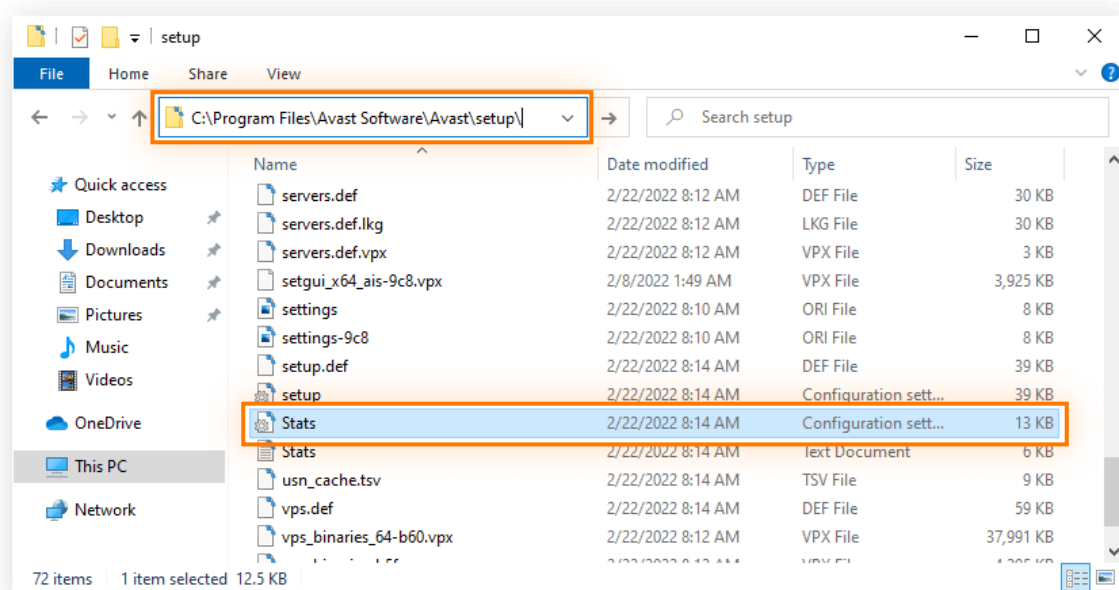 setup
File Home Share View
C:\Program Files\Avast Software\Avast\setup\
Search setup
Name Date modified Type Size
Quick access
Desktop
Downloads
Documents
Pictures
Music
Videos
OneDrive
This PC
Network
servers.def 2/22/2022 8:12 AM DEF File 30 KB
servers.def.lkg 2/22/2022 8:12 AM LKG File 30 KB
servers.def.vpx 2/22/2022 8:12 AM VPX File 3 KB
setgui_x64_ais-9c8.vpx 2/8/2022 1:49 AM VPX File 3,925 KB
settings 2/22/2022 8:10 AM ORI File 8 KB
settings-9c8 2/22/2022 8:10 AM ORI File 8 KB
setup.def 2/22/2022 8:14 AM DEF File 39 KB
setup 2/22/2022 8:14 AM Configuration sett... 39 KB
Stats 2/22/2022 8:14 AM Configuration sett... 13 KB
Stats 2/22/2022 8:14 AM Text Document 6 KB
usn_cache.tsv 2/22/2022 8:14 AM TSV File 9 KB
vps.def 2/22/2022 8:14 AM DEF File 59 KB
vps_binaries_64-b60.vpx 2/22/2022 8:12 AM VPX File 37,991 KB
72 items 1 item selected 12.5 KB